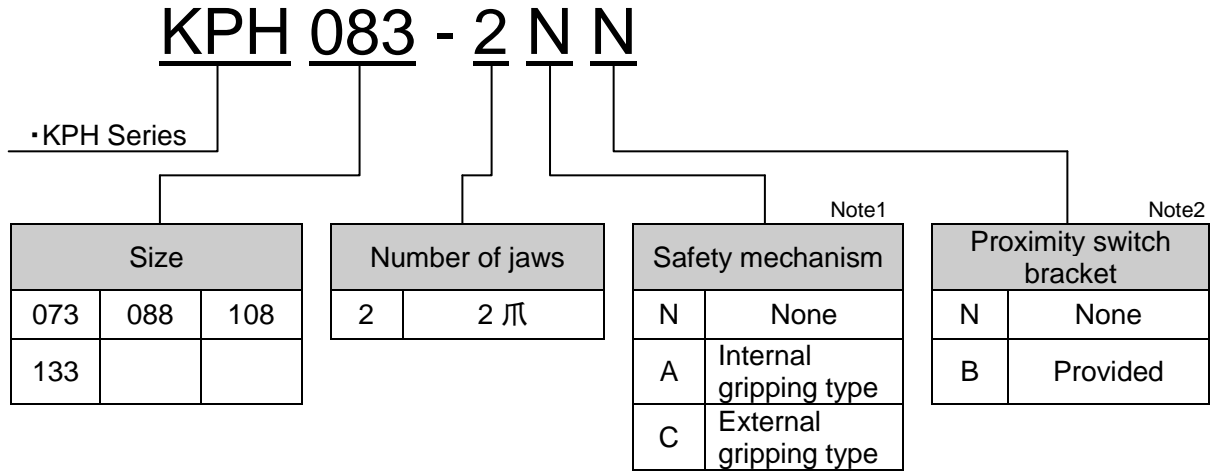 KPH 083 - 2 N N
・KPH Series
Note1
Note2
Size
073 088 108
133
Number of jaws
2 2 爪
Safety mechanism
N None
A Internal
gripping type
C External
gripping type
Proximity switch
bracket
N None
B Provided